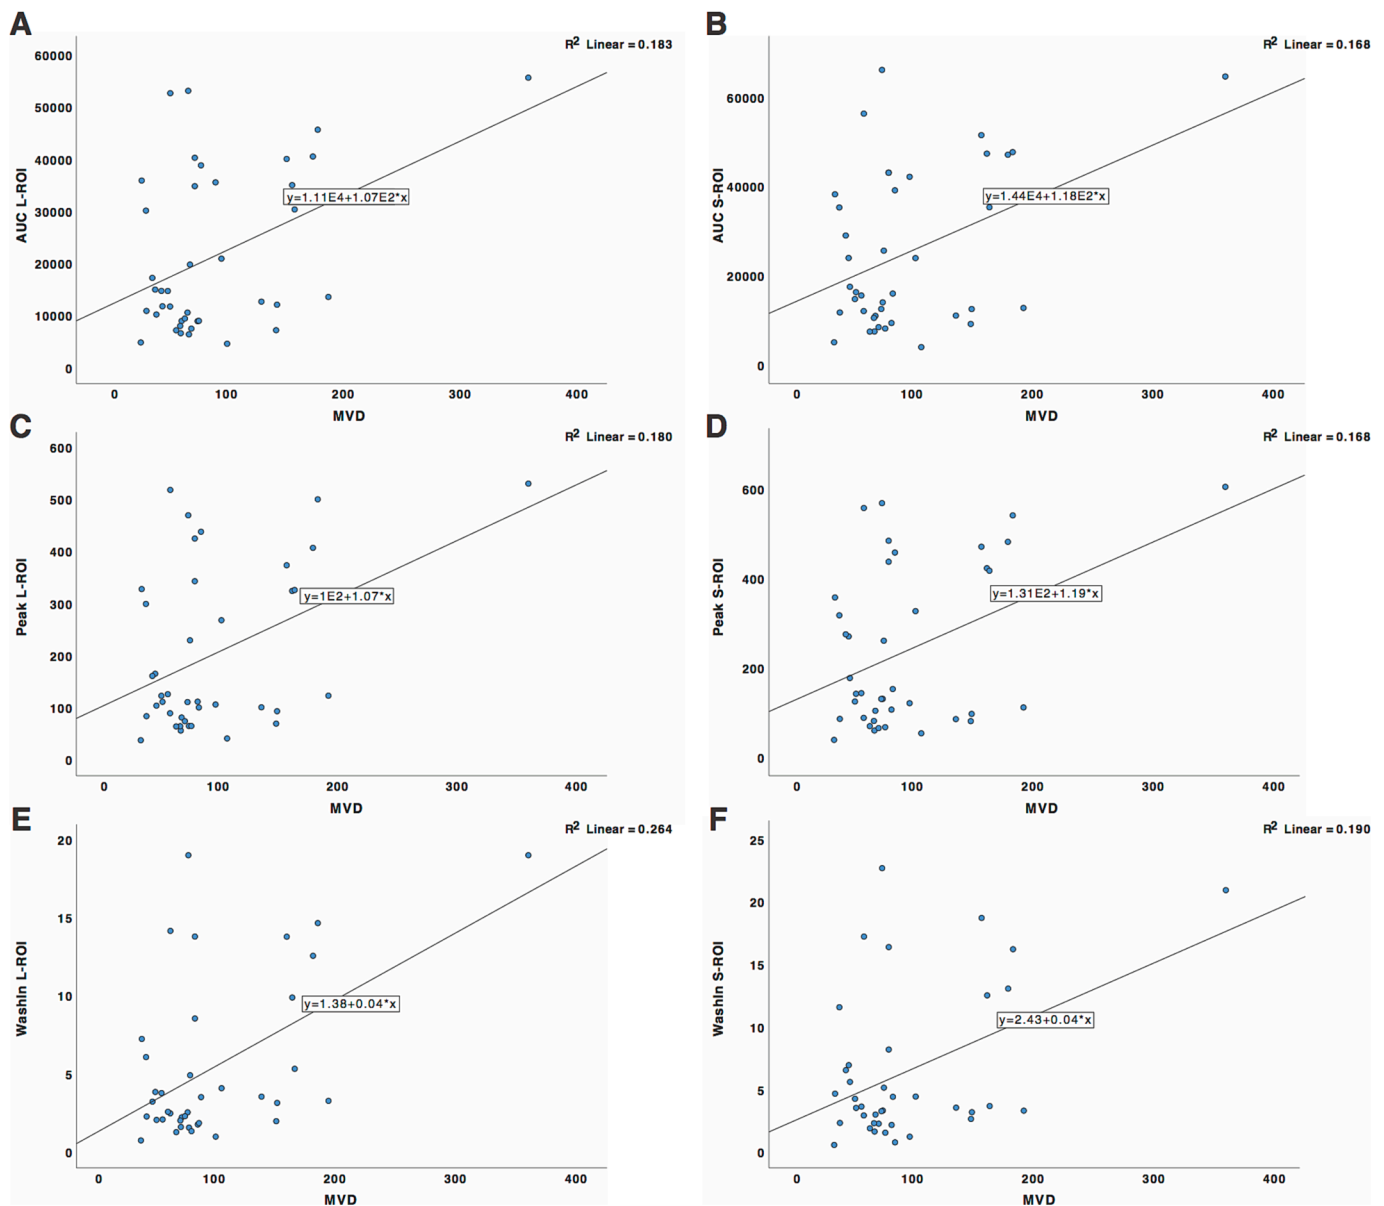 A
R2 Linear = 0.183
60000
50000
40000
30000
20000
10000
0
AUC L-ROI
y=1.11E4+1.07E2*x
0 100 200 300 400
MVD
B
R2 Linear = 0.168
60000
40000
20000
0
AUC S-ROI
y=1.44E4+1.18E2*x
0 100 200 300 400
MVD
C
R2 Linear = 0.180
600
500
400
300
200
100
0
Peak L-ROI
y=1E2+1.07*x
0 100 200 300 400
MVD
D
R2 Linear = 0.168
600
400
200
0
Peak S-ROI
y=1.31E2+1.19*x
0 100 200 300 400
MVD
E
R2 Linear = 0.264
20
15
10
5
0
WashIn L-ROI
y=1.38+0.04*x
0 100 200 300 400
MVD
F
R2 Linear = 0.190
25
20
15
10
5
0
WashIn S-ROI
y=2.43+0.04*x
0 100 200 300 400
MVD